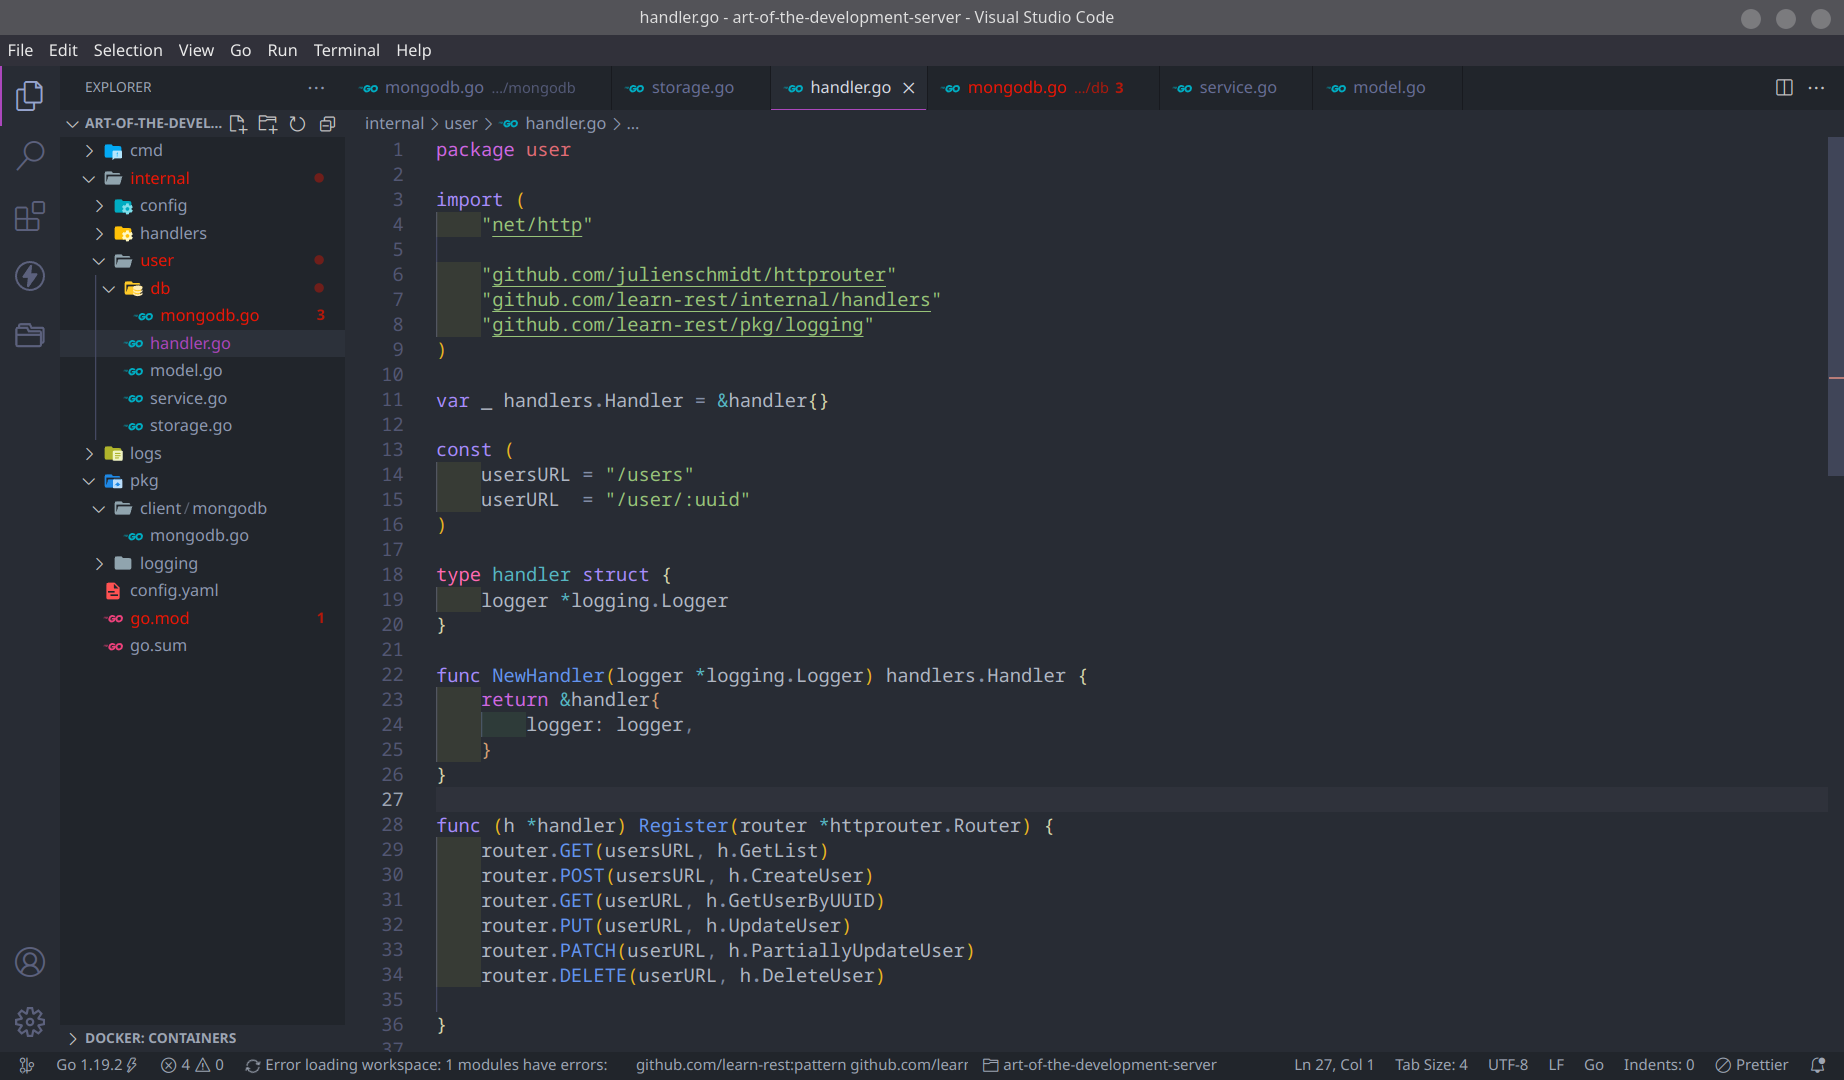 handler.go - art-of-the-development-server - Visual Studio Code
File Edit Selection View Go Run Terminal Help
EXPLORER
mongodb.go .../mongodb storage.go handler.go mongodb.go .../db 3 service.go model.go
ART-OF-THE-DEVEL...
internal > user > handler.go > ...
cmd
internal
config
handlers
user
db
mongodb.go 3
handler.go
model.go
service.go
storage.go
logs
pkg
client / mongodb
mongodb.go
logging
config.yaml
go.mod 1
go.sum
DOCKER: CONTAINERS
1 package user
2
3 import (
4 "net/http"
5
6 "github.com/julienschmidt/httprouter"
7 "github.com/learn-rest/internal/handlers"
8 "github.com/learn-rest/pkg/logging"
9 )
10
11 var _ handlers.Handler = &handler{}
12
13 const (
14 usersURL = "/users"
15 userURL  = "/user/:uuid"
16 )
17
18 type handler struct {
19 logger *logging.Logger
20 }
21
22 func NewHandler(logger *logging.Logger) handlers.Handler {
23 return &handler{
24 logger: logger,
25 }
26 }
27
28 func (h *handler) Register(router *httprouter.Router) {
29 router.GET(usersURL, h.GetList)
30 router.POST(usersURL, h.CreateUser)
31 router.GET(userURL, h.GetUserByUUID)
32 router.PUT(userURL, h.UpdateUser)
33 router.PATCH(userURL, h.PartiallyUpdateUser)
34 router.DELETE(userURL, h.DeleteUser)
35
36 }
37
Go 1.19.2 4 0 Error loading workspace: 1 modules have errors: github.com/learn-rest:pattern github.com/learr art-of-the-development-server Ln 27, Col 1 Tab Size: 4 UTF-8 LF Go Indents: 0 Prettier